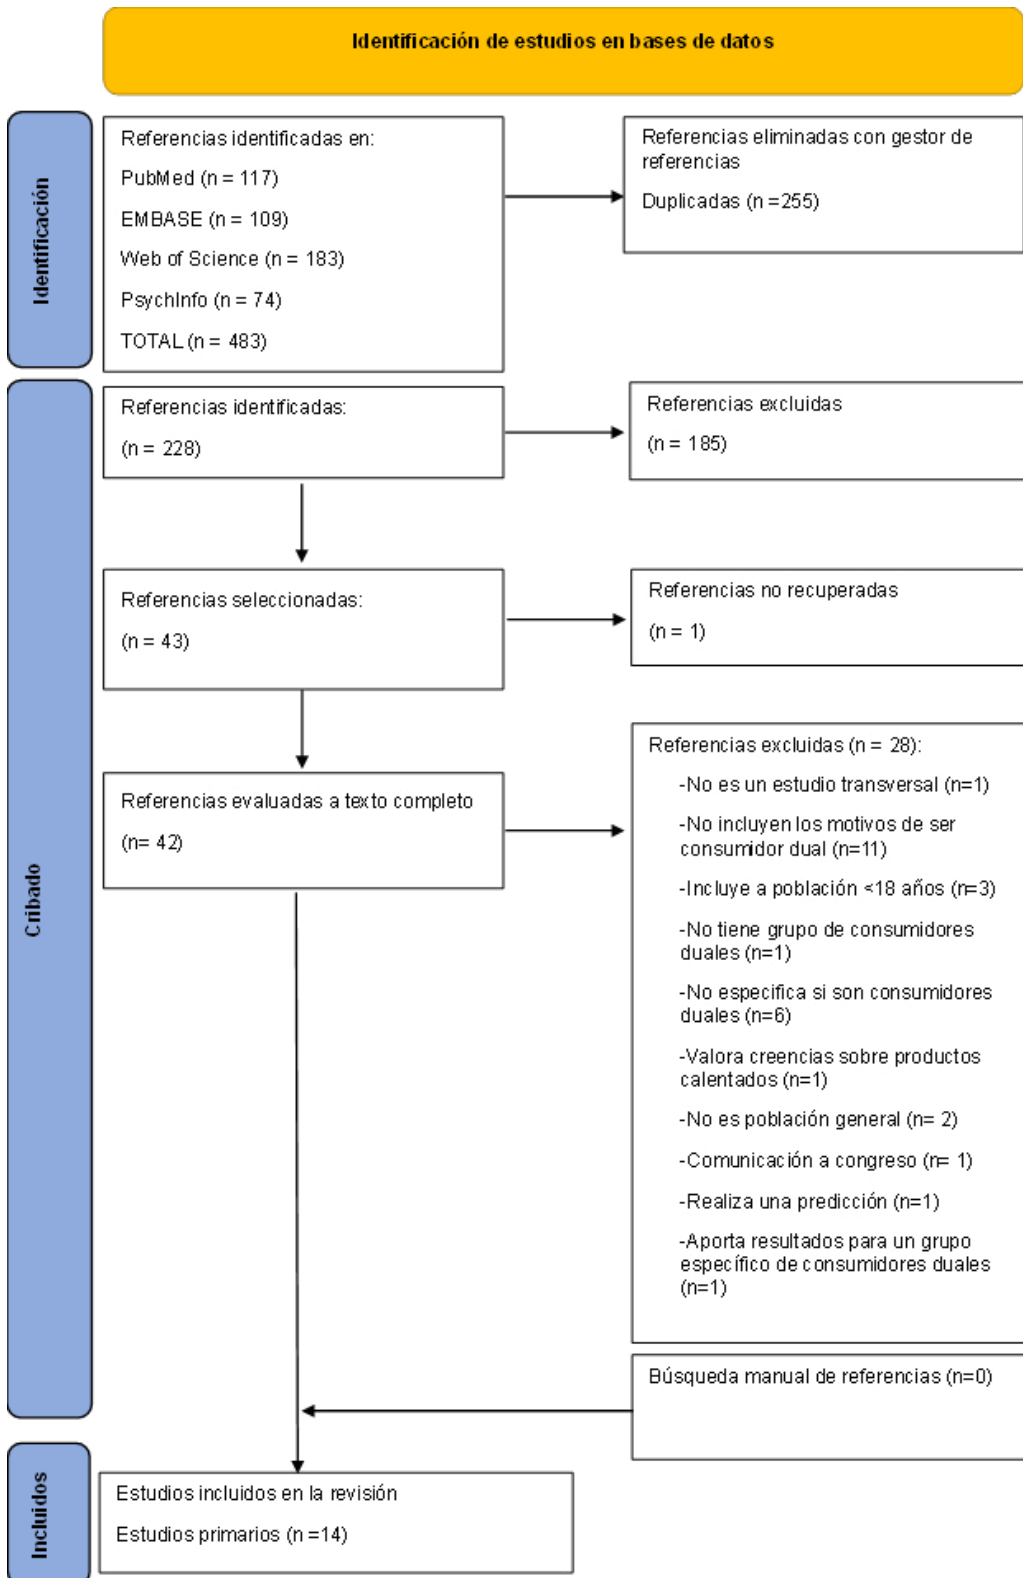 Identificación de estudios en bases de datos
Identificación
Referencias identificadas en:
PubMed (n = 117)
EMBASE (n = 109)
Web of Science (n = 183)
PsychInfo (n = 74)
TOTAL (n = 483)
Referencias eliminadas con gestor de
referencias
Duplicadas (n =255)
Cribado
Referencias identificadas:
(n = 228)
Referencias excluidas
(n = 185)
Referencias seleccionadas:
(n = 43)
Referencias no recuperadas
(n = 1)
Referencias evaluadas a texto completo
(n= 42)
Referencias excluidas (n = 28):
-No es un estudio transversal (n=1)
-No incluyen los motivos de ser
consumidor dual (n=11)
-Incluye a población <18 años (n=3)
-No tiene grupo de consumidores
duales (n=1)
-No especifica si son consumidores
duales (n=6)
-Valora creencias sobre productos
calentados (n=1)
-No es población general (n= 2)
-Comunicación a congreso (n= 1)
-Realiza una predicción (n=1)
-Aporta resultados para un grupo
específico de consumidores duales
(n=1)
Búsqueda manual de referencias (n=0)
Incluidos
Estudios incluidos en la revisión
Estudios primarios (n =14)